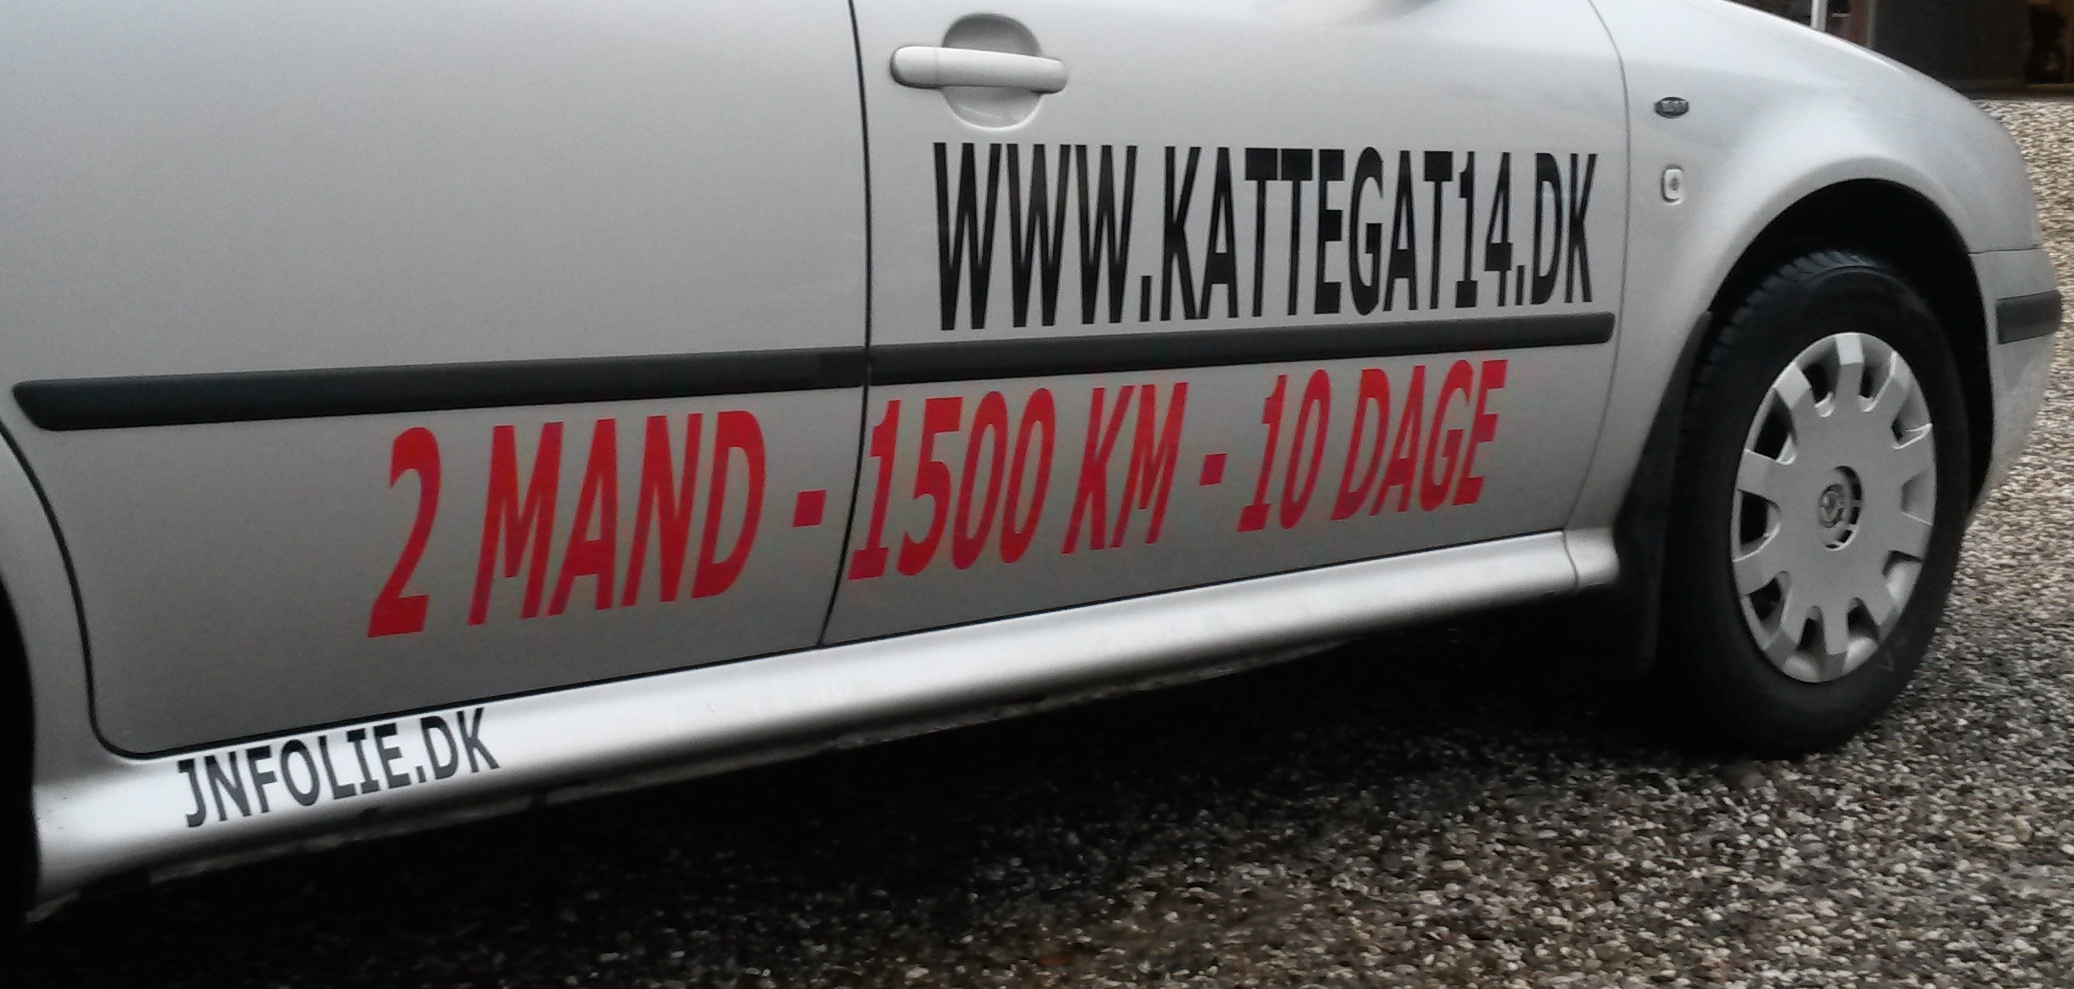 WWW.KATTEGAT14.DK
2 MAND - 1500 KM - 10 DAGE
JNFOLIE.DK